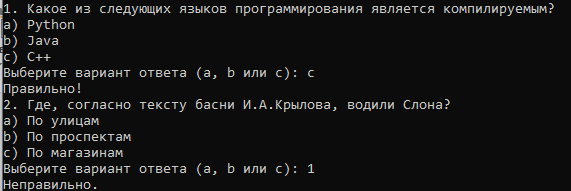 1. Какое из следующих языков программирования является компилируемым?
a) Python
b) Java
c) C++
Выберите вариант ответа (a, b или c): c
Правильно!
2. Где, согласно тексту басни И.А.Крылова, водили Слона?
a) По улицам
b) По проспектам
c) По магазинам
Выберите вариант ответа (a, b или c): 1
Неправильно.